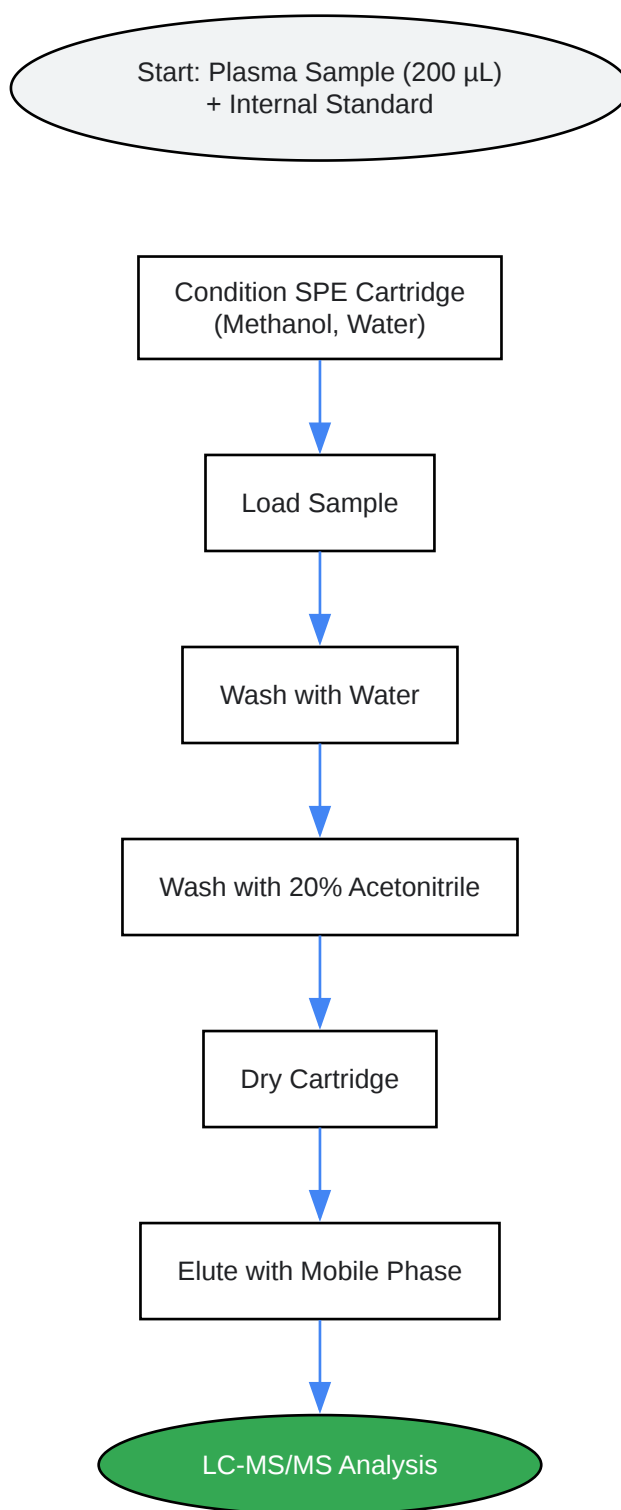 Start: Plasma Sample (200 µL)
+ Internal Standard
Condition SPE Cartridge
(Methanol, Water)
Load Sample
Wash with Water
Wash with 20% Acetonitrile
Dry Cartridge
Elute with Mobile Phase
LC-MS/MS Analysis